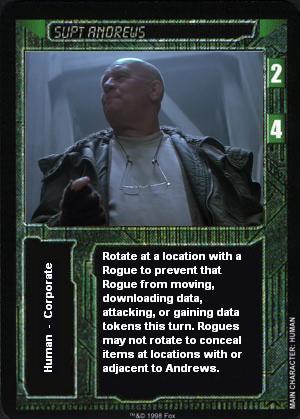 SUPT ANDREWS
2
4
Human - Corporate
Rotate at a location with a
Rogue to prevent that
Rogue from moving,
downloading data,
attacking, or gaining data
tokens this turn. Rogues
may not rotate to conceal
items at locations with or
adjacent to Andrews.
MAIN CHARACTER: HUMAN
™&© 1998 Fox